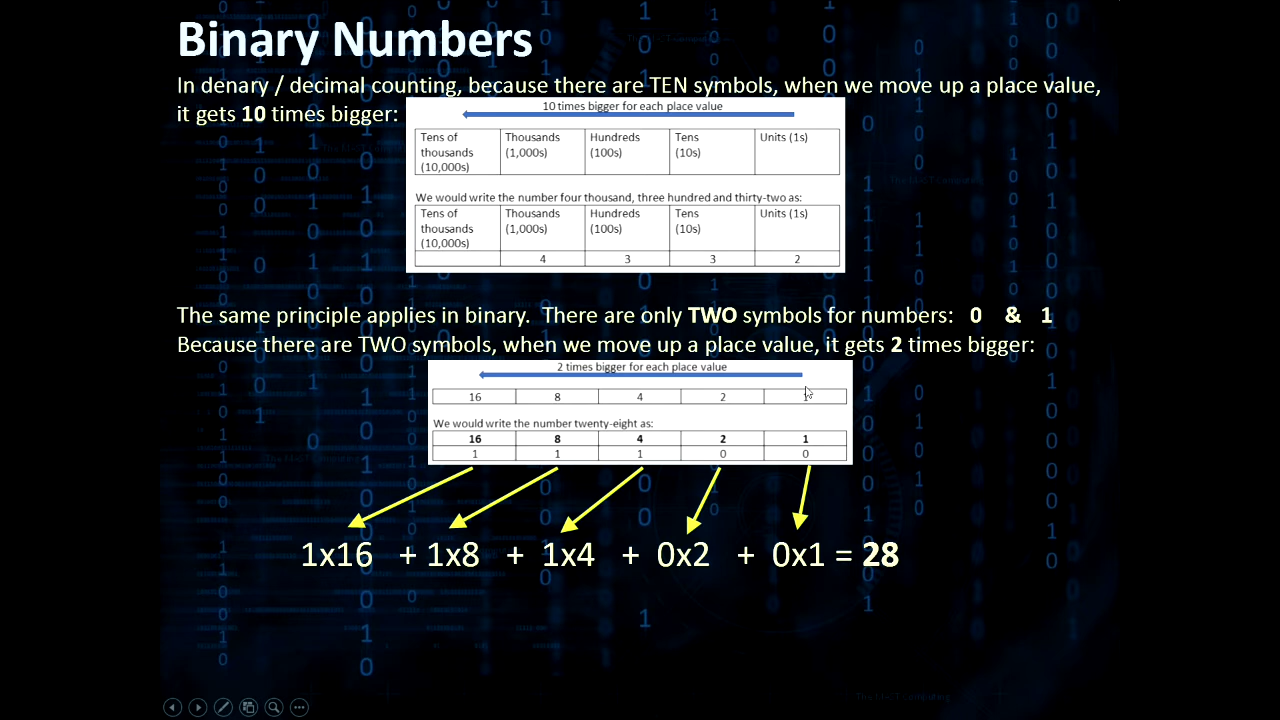 Binary Numbers
In denary / decimal counting, because there are TEN symbols, when we move up a place value,
it gets 10 times bigger:
10 times bigger for each place value
Tens of thousands (10,000s) Thousands (1,000s) Hundreds (100s) Tens (10s) Units (1s)
We would write the number four thousand, three hundred and thirty-two as:
Tens of thousands (10,000s) Thousands (1,000s) Hundreds (100s) Tens (10s) Units (1s)
4 3 3 2
The same principle applies in binary. There are only TWO symbols for numbers: 0 & 1
Because there are TWO symbols, when we move up a place value, it gets 2 times bigger:
2 times bigger for each place value
16 8 4 2 1
We would write the number twenty-eight as:
16 8 4 2 1
1 1 1 0 0
1x16 + 1x8 + 1x4 + 0x2 + 0x1 = 28